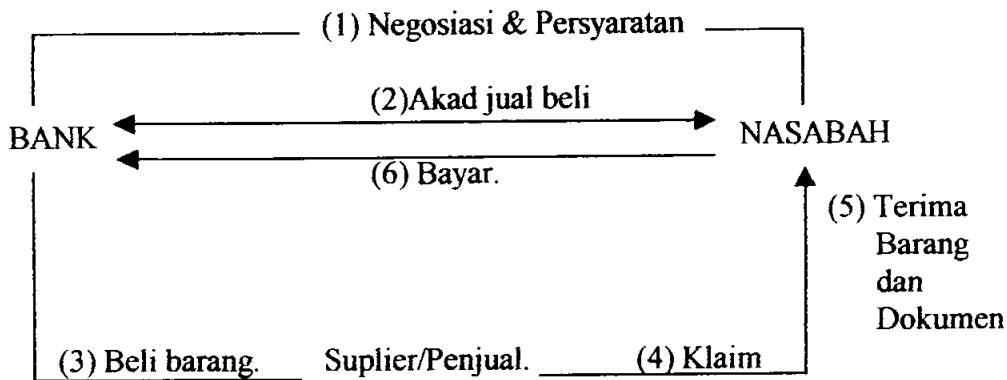 (1) Negosiasi & Persyaratan
(2)Akad jual beli
BANK
NASABAH
(6) Bayar.
(5) Terima
Barang
dan
Dokumen
(3) Beli barang.
Suplier/Penjual.
(4) Klaim